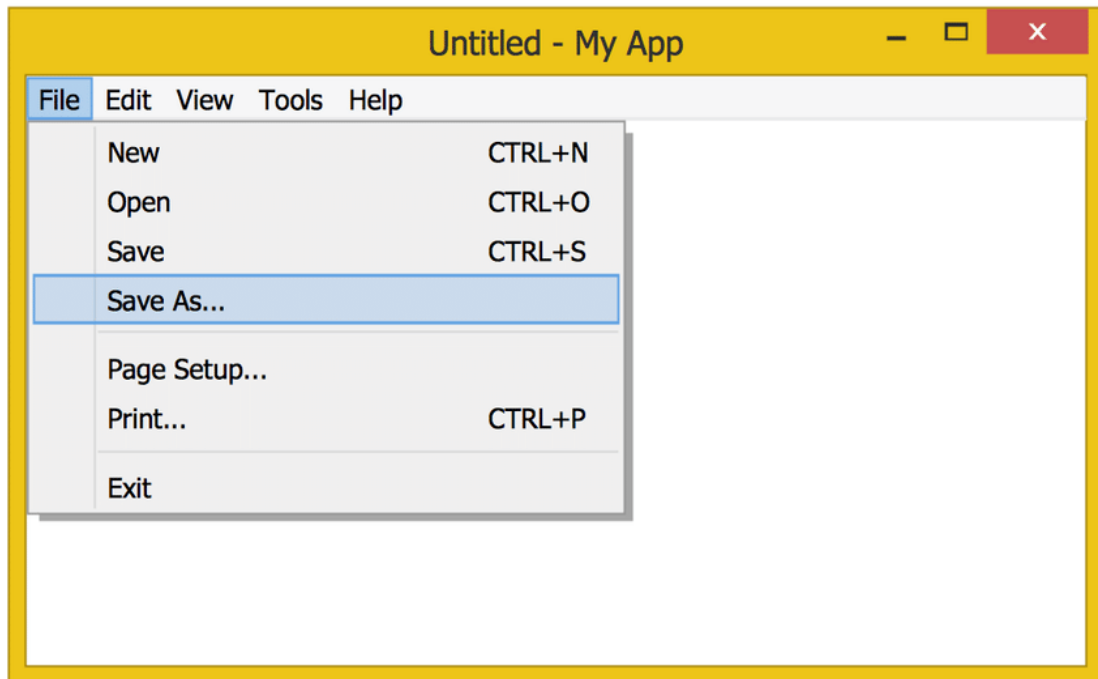 Untitled - My App
File Edit View Tools Help
New CTRL+N
Open CTRL+O
Save CTRL+S
Save As...
Page Setup...
Print... CTRL+P
Exit